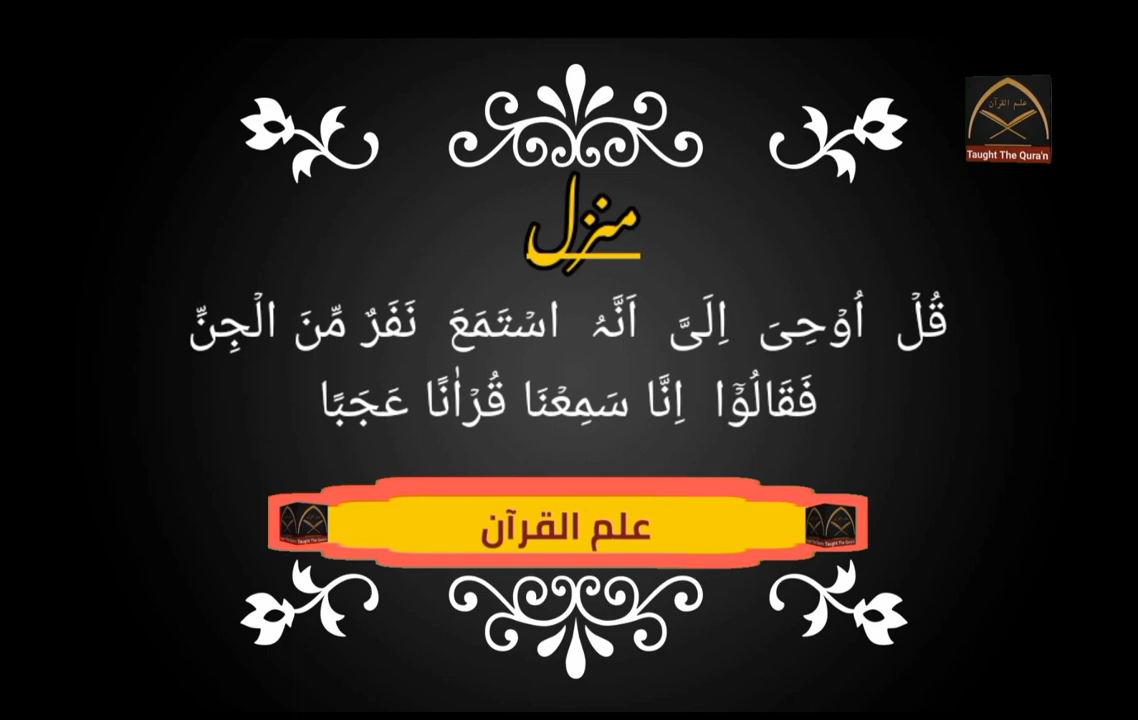 علم القرآن
Taught The Qura'n
منزل
قُلۡ اُوۡحِیَ اِلَیَّ اَنَّہُ اسۡتَمَعَ نَفَرٌ مِّنَ الۡجِنِّ
فَقَالُوۡۤا اِنَّا سَمِعۡنَا قُرۡاٰنًا عَجَبًا
علم القرآن